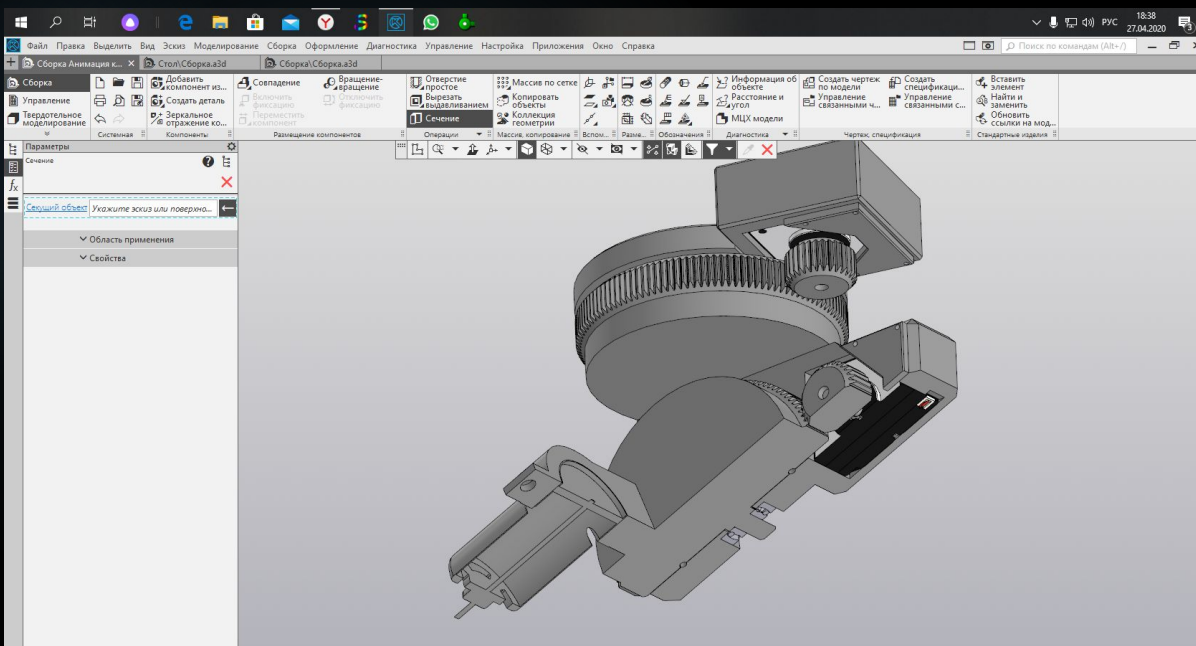 18:38
РУС
27.04.2020
3
Файл Правка Выделить Вид Эскиз Моделирование Сборка Оформление Диагностика Управление Настройка Приложения Окно Справка
Поиск по командам (Alt+/)
Сборка Анимация к...
Стол\Сборка.a3d
Сборка\Сборка.a3d
Сборка
Управление
Твердотельное моделирование
Системная
Добавить компонент из...
Создать деталь
Зеркальное отражение ко...
Компоненты
Совпадение
Включить фиксацию
Переместить компонент
Вращение-вращение
Отключить фиксацию
Размещение компонентов
Отверстие простое
Вырезать выдавливанием
Сечение
Операции
Массив по сетке
Копировать объекты
Коллекция геометрии
Массив, копирование
Вспом...
Разме...
Обозначения
Информация об объекте
Расстояние и угол
МЦХ модели
Диагностика
Создать чертеж по модели
Управление связанными ч...
Создать спецификаци...
Управление связанными с...
Чертеж, спецификация
Вставить элемент
Найти и заменить
Обновить ссылки на мод...
Стандартные изделия
Параметры
Сечение
Секущий объект
Укажите эскиз или поверхно...
Область применения
Свойства